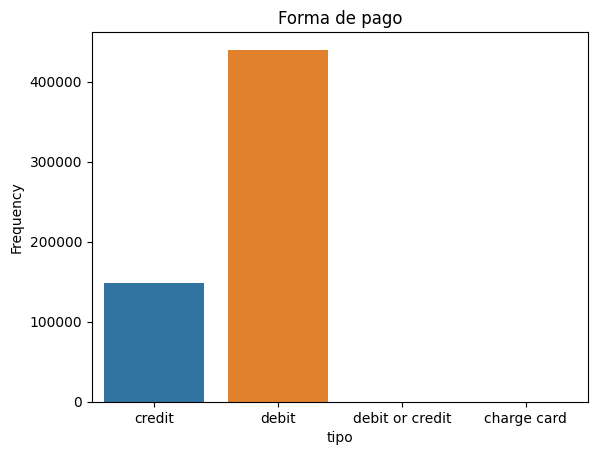 Forma de pago
Frequency
400000
300000
200000
100000
0
credit
debit
debit or credit
charge card
tipo